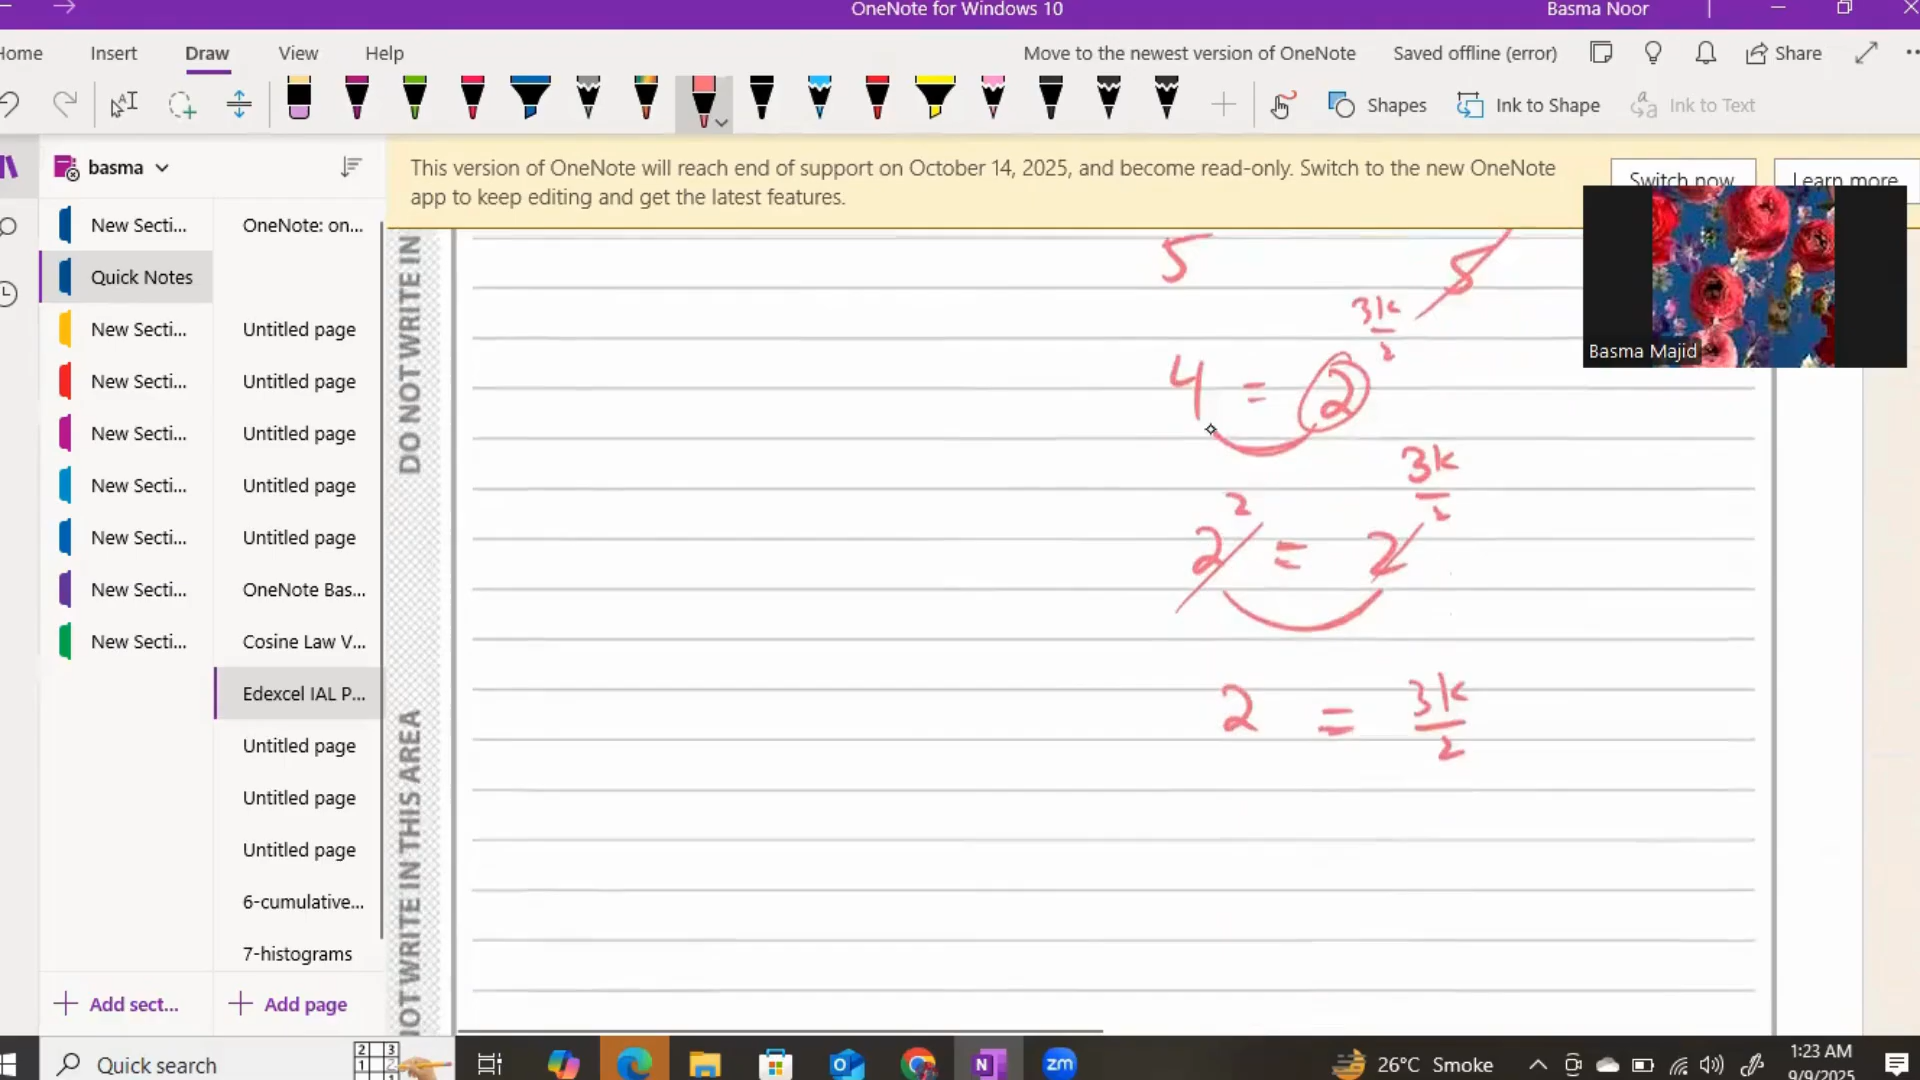 OneNote for Windows 10
Basma Noor
Home Insert Draw View Help
Move to the newest version of OneNote Saved offline (error) Share
Shapes Ink to Shape Ink to Text
basma
This version of OneNote will reach end of support on October 14, 2025, and become read-only. Switch to the new OneNote
app to keep editing and get the latest features.
Switch now Learn more
New Secti...
Quick Notes
New Secti...
New Secti...
New Secti...
New Secti...
New Secti...
New Secti...
New Secti...
OneNote: on...
Untitled page
Untitled page
Untitled page
Untitled page
Untitled page
OneNote Bas...
Cosine Law V...
Edexcel IAL P...
Untitled page
Untitled page
Untitled page
6-cumulative...
7-histograms
Add sect...
Add page
DO NOT WRITE IN
NOT WRITE IN THIS AREA
5 8
4 = 2^(3k/2)
2^2 = 2^(3k/2)
2 = 3k/2
Basma Majid
Quick search
26°C Smoke
1:23 AM
9/9/2025